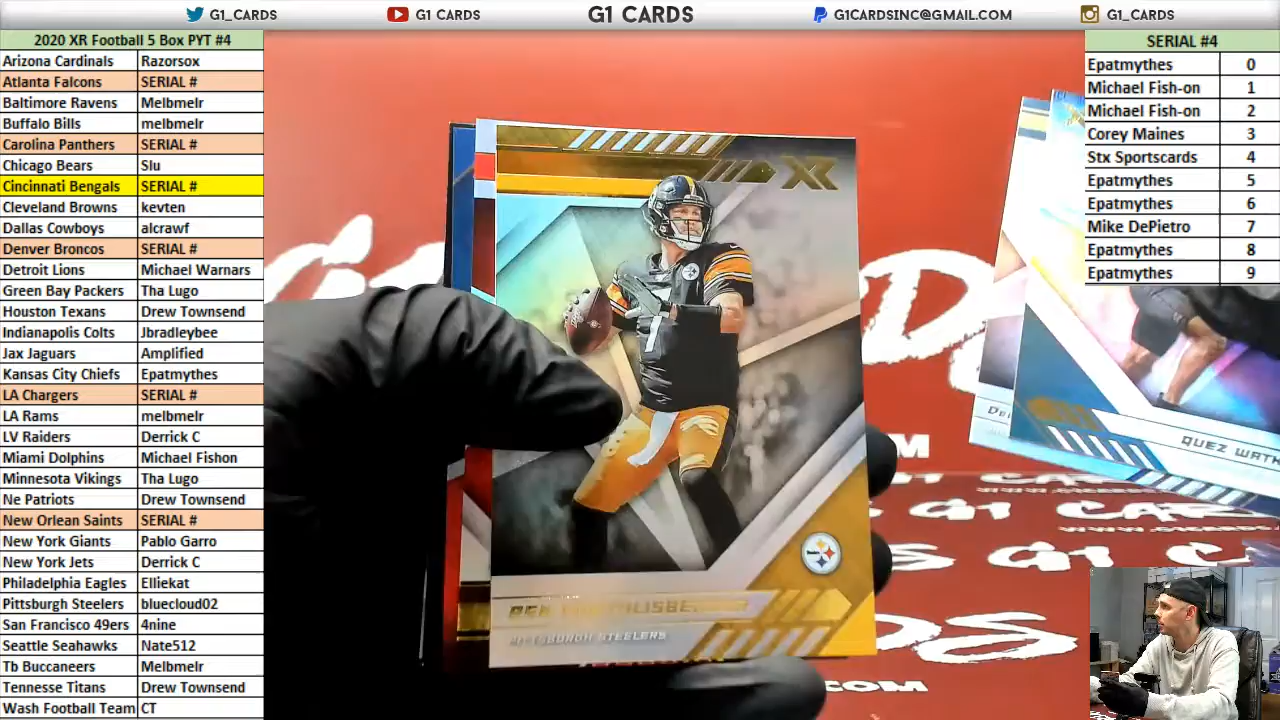 G1_CARDS
G1 CARDS
G1 CARDS
G1CARDSINC@GMAIL.COM
G1_CARDS
2020 XR Football 5 Box PYT #4
Arizona Cardinals Razorsox
Atlanta Falcons SERIAL #
Baltimore Ravens Melbmelr
Buffalo Bills melbmelr
Carolina Panthers SERIAL #
Chicago Bears Slu
Cincinnati Bengals SERIAL #
Cleveland Browns kevten
Dallas Cowboys alcrawf
Denver Broncos SERIAL #
Detroit Lions Michael Warnars
Green Bay Packers Tha Lugo
Houston Texans Drew Townsend
Indianapolis Colts Jbradleybee
Jax Jaguars Amplified
Kansas City Chiefs Epatmythes
LA Chargers SERIAL #
LA Rams melbmelr
LV Raiders Derrick C
Miami Dolphins Michael Fishon
Minnesota Vikings Tha Lugo
Ne Patriots Drew Townsend
New Orlean Saints SERIAL #
New York Giants Pablo Garro
New York Jets Derrick C
Philadelphia Eagles Elliekat
Pittsburgh Steelers bluecloud02
San Francisco 49ers 4nine
Seattle Seahawks Nate512
Tb Buccaneers Melbmelr
Tennesse Titans Drew Townsend
Wash Football Team CT
SERIAL #4
Epatmythes 0
Michael Fish-on 1
Michael Fish-on 2
Corey Maines 3
Stx Sportscards 4
Epatmythes 5
Epatmythes 6
Mike DePietro 7
Epatmythes 8
Epatmythes 9
XR
7
Steelers
BEN
PITTSBURGH STEELERS
QUEZ WATK
G1 CAR